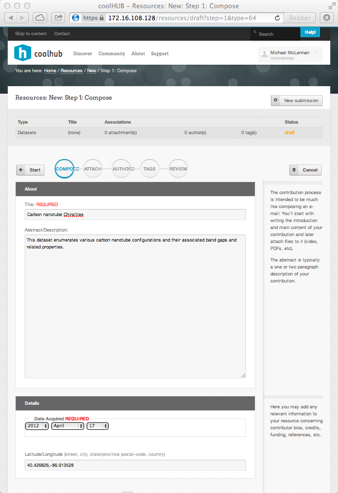 coolHUB – Resources: New: Step 1: Compose
https 172.16.108.128/resources/draft?step=1&type=64
Reader
Skip to content Contact Search Help!
h coolhub Discover Community About Support Michael McLennan
You are here: Home / Resources / New / Step 1: Compose
Resources: New: Step 1: Compose
New submission
Type Title Associations Status
Datasets (none) 0 attachment(s) 0 author(s) 0 tag(s) draft
Start COMPOSE ATTACH AUTHORS TAGS REVIEW Cancel
About
Title: REQUIRED
Carbon nanotube
Abstract/Description:
This dataset enumerates various carbon nanotube configurations and their associated band gaps and
related properties.
The contribution process
is intended to be much
like composing an e-
mail: You'll start with
writing the introduction
and main content of your
contribution and later
attach files to it (video,
PDFs, etc).
The abstract is typically
a one or two paragraph
description of your
contribution.
Details
Data Acquired REQUIRED
2012 April 17
Latitude/Longitude (street, city, state/province postal-code, country)
40.426826, -86.913528
Here you may add any
relevant information to
your resource concerning
contributor bios, credits,
funding, references, etc.